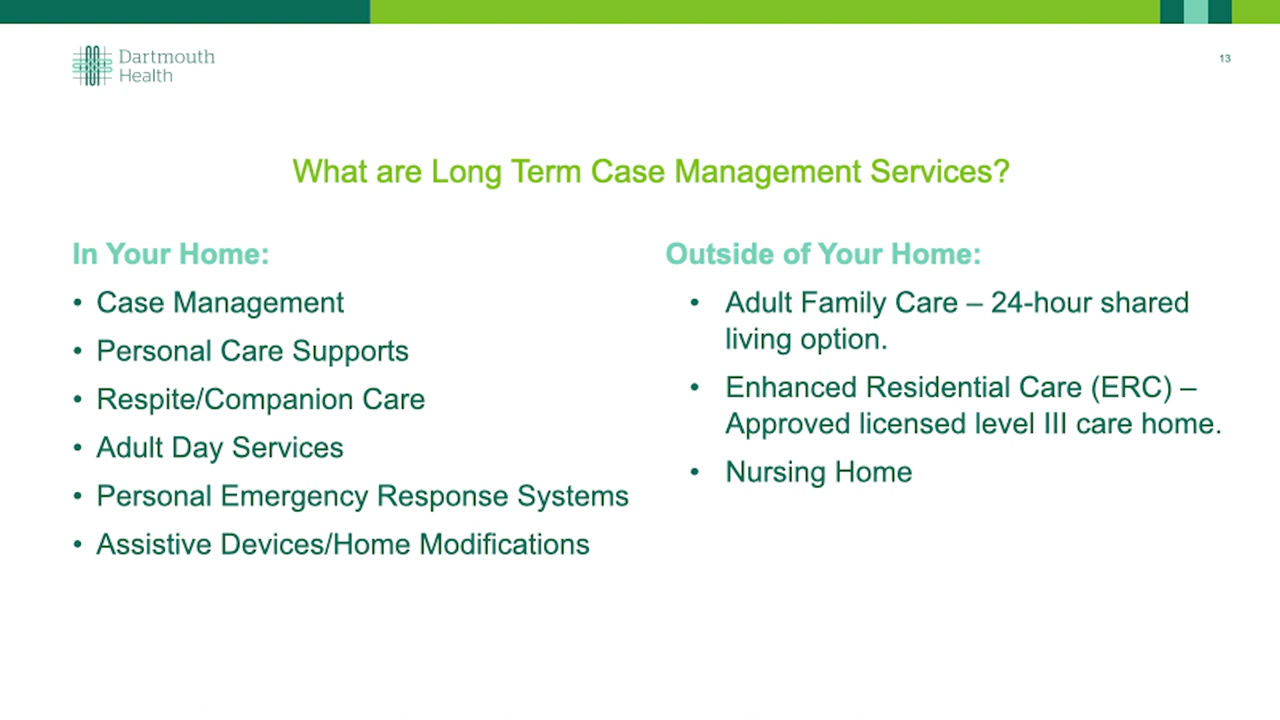 Dartmouth
Health
13
What are Long Term Case Management Services?
In Your Home:
• Case Management
• Personal Care Supports
• Respite/Companion Care
• Adult Day Services
• Personal Emergency Response Systems
• Assistive Devices/Home Modifications
Outside of Your Home:
• Adult Family Care – 24-hour shared
living option.
• Enhanced Residential Care (ERC) –
Approved licensed level III care home.
• Nursing Home